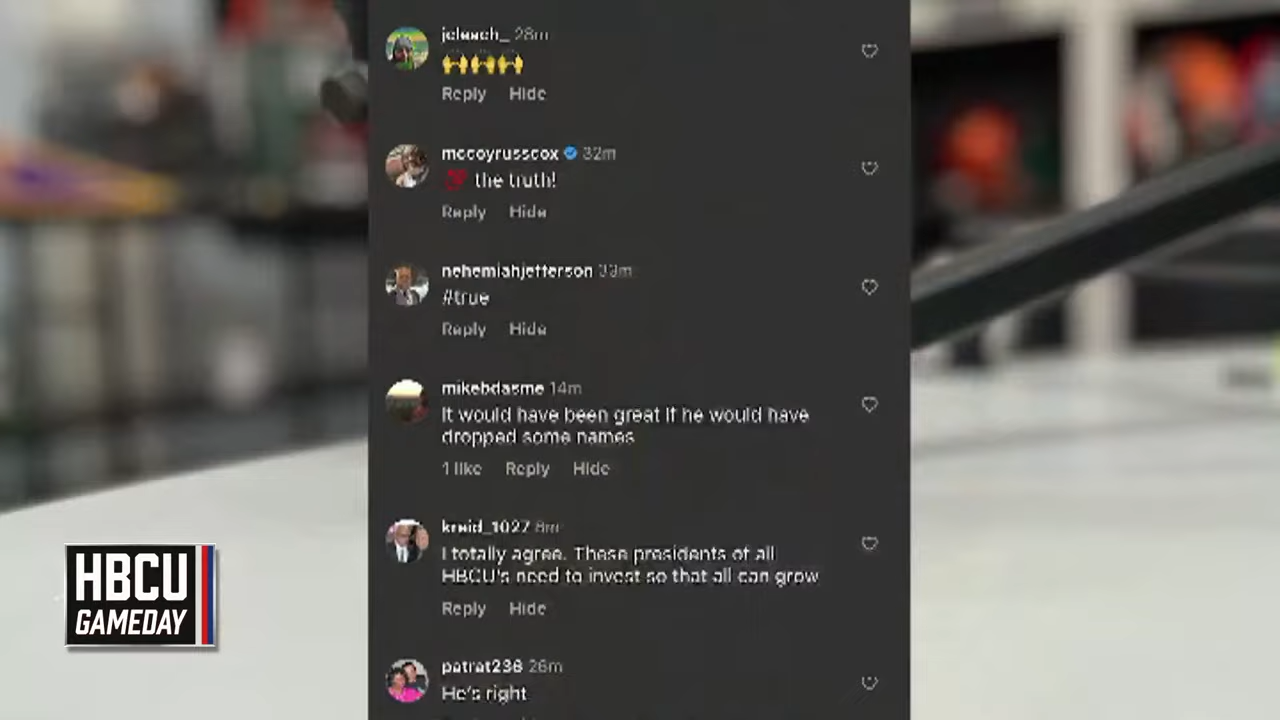 jcleach_ 28m
🙌🙌🙌
Reply Hide
mccoyrusscox 32m
💯 the truth!
Reply Hide
nehemiahjefferson 33m
#true
Reply Hide
mikebdasme 14m
It would have been great if he would have
dropped some names
1 like Reply Hide
kreid_1027 8m
I totally agree. These presidents of all
HBCU's need to invest so that all can grow
Reply Hide
patrat236 26m
He's right
HBCU
GAMEDAY